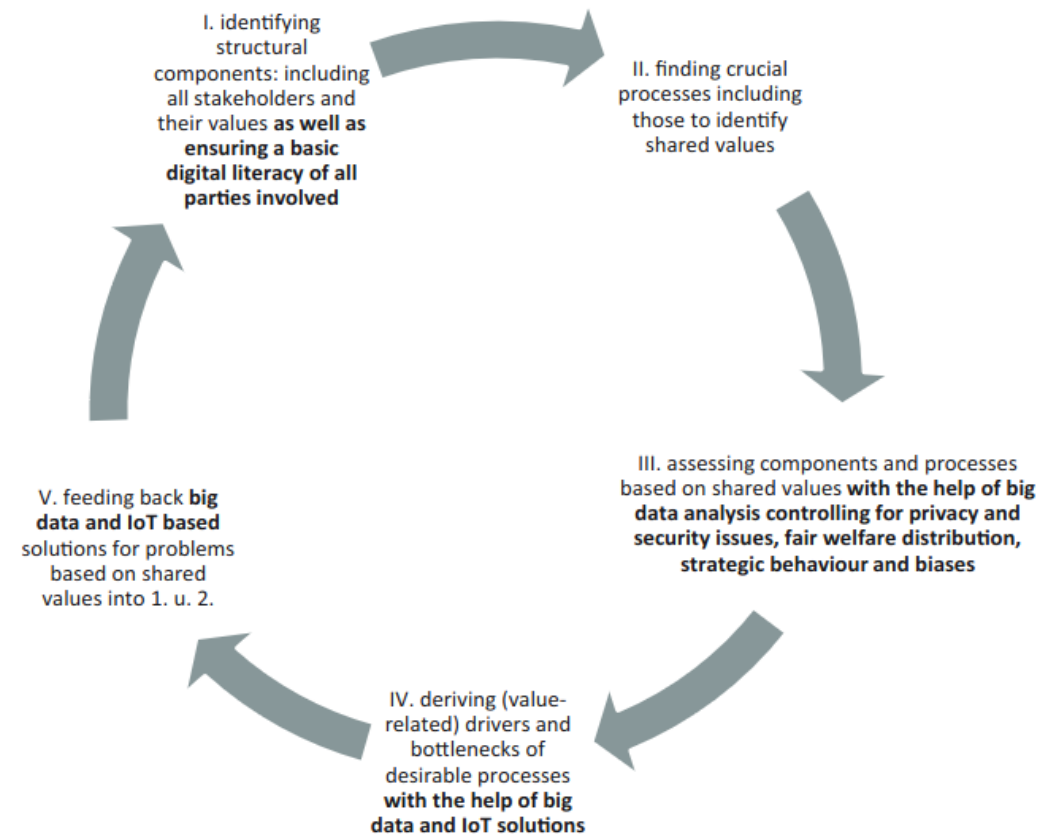 I. identifying
structural
components: including
all stakeholders and
their values as well as
ensuring a basic
digital literacy of all
parties involved
II. finding crucial
processes including
those to identify
shared values
III. assessing components and processes
based on shared values with the help of big
data analysis controlling for privacy and
security issues, fair welfare distribution,
strategic behaviour and biases
IV. deriving (value-
related) drivers and
bottlenecks of
desirable processes
with the help of big
data and IoT solutions
V. feeding back big
data and IoT based
solutions for problems
based on shared
values into 1. u. 2.